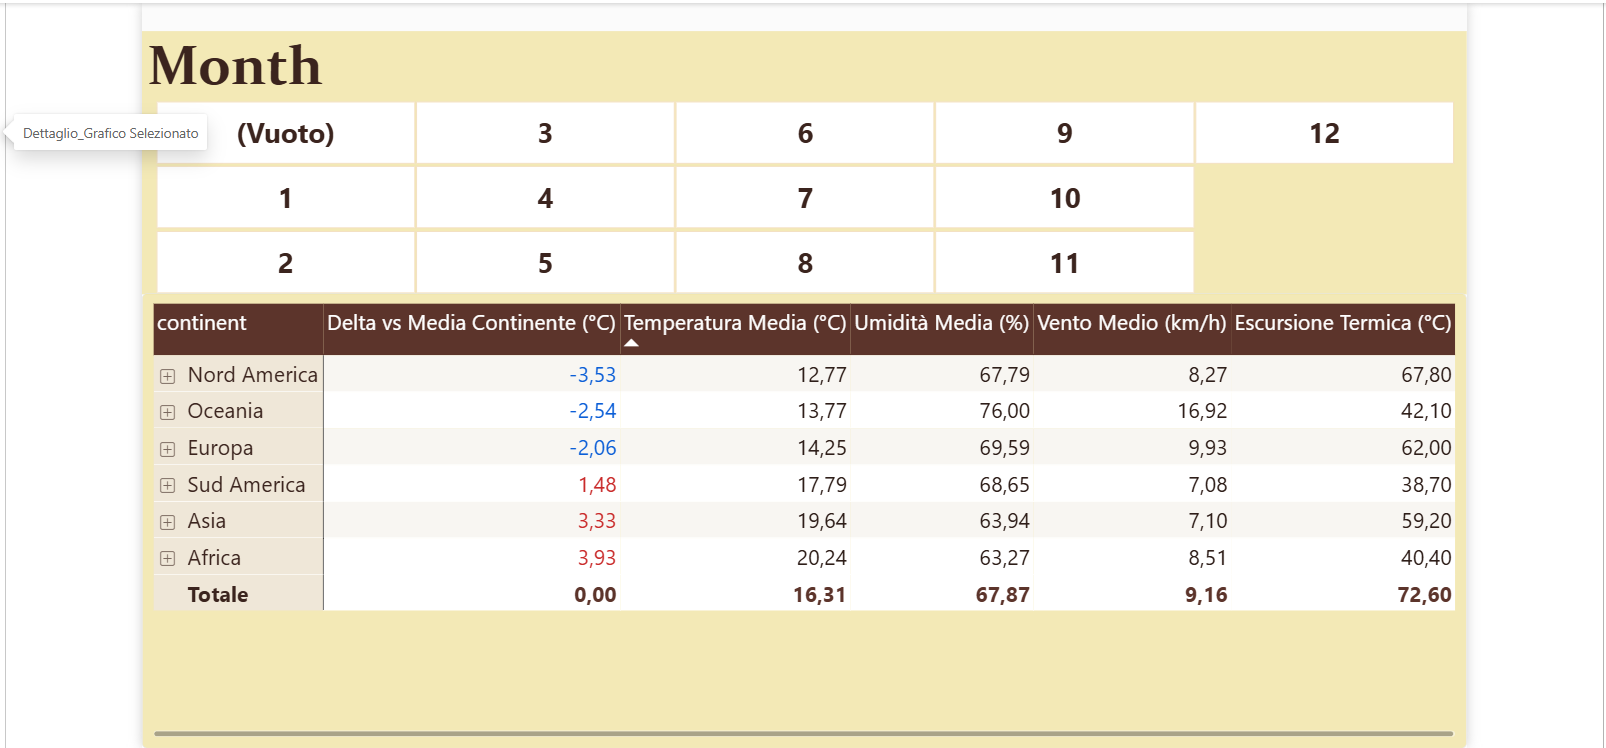 Month
Dettaglio_Grafico Selezionato
(Vuoto) 3 6 9 12
1 4 7 10
2 5 8 11
continent Delta vs Media Continente (°C) Temperatura Media (°C) Umidità Media (%) Vento Medio (km/h) Escursione Termica (°C)
Nord America -3,53 12,77 67,79 8,27 67,80
Oceania -2,54 13,77 76,00 16,92 42,10
Europa -2,06 14,25 69,59 9,93 62,00
Sud America 1,48 17,79 68,65 7,08 38,70
Asia 3,33 19,64 63,94 7,10 59,20
Africa 3,93 20,24 63,27 8,51 40,40
Totale 0,00 16,31 67,87 9,16 72,60